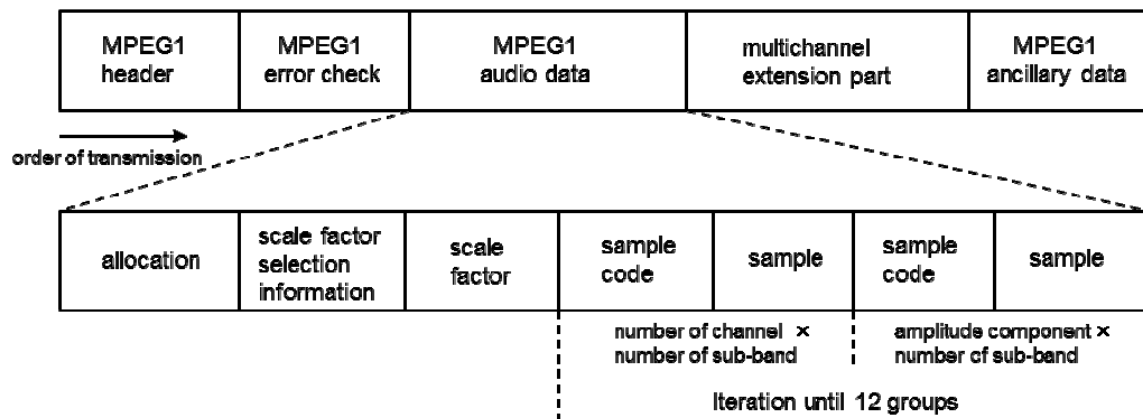 MPEG1
header
MPEG1
error check
MPEG1
audio data
multichannel
extension part
MPEG1
ancillary data
order of transmission
allocation
scale factor
selection
information
scale
factor
sample
code
sample
sample
code
sample
number of channel ×
number of sub-band
amplitude component ×
number of sub-band
Iteration until 12 groups